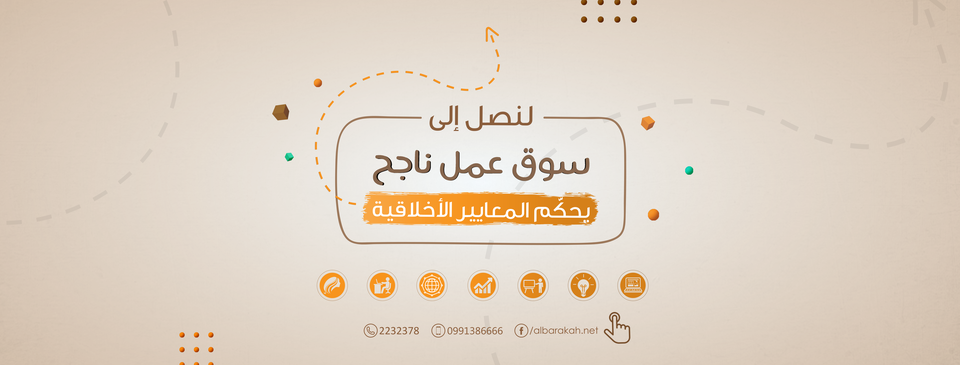 لنصل إلى
سوق عمل ناجح
يحكُم المعايير الأخلاقية
2232378 0991386666 /albarakah.net